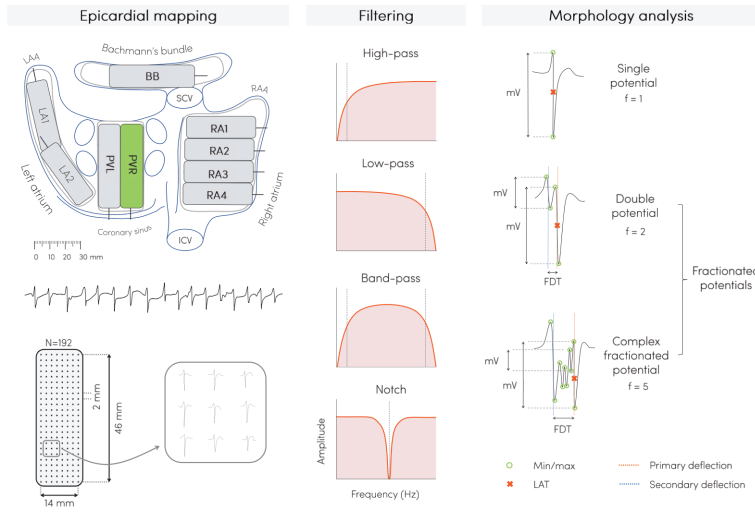 Epicardial mapping
Filtering
Morphology analysis
Bachmann's bundle
LAA
BB
SCV
RAA
LA1
LA2
PVL
PVR
RA1
RA2
RA3
RA4
Left atrium
Right atrium
Coronary sinus
ICV
0 10 20 30 mm
N=192
2 mm
46 mm
14 mm
High-pass
Low-pass
Band-pass
Notch
Amplitude
Frequency (Hz)
mV
Single
potential
f = 1
mV
mV
FDT
Double
potential
f = 2
mV
mV
FDT
Complex
fractionated
potential
f = 5
Fractionated
potentials
Min/max
LAT
Primary deflection
Secondary deflection